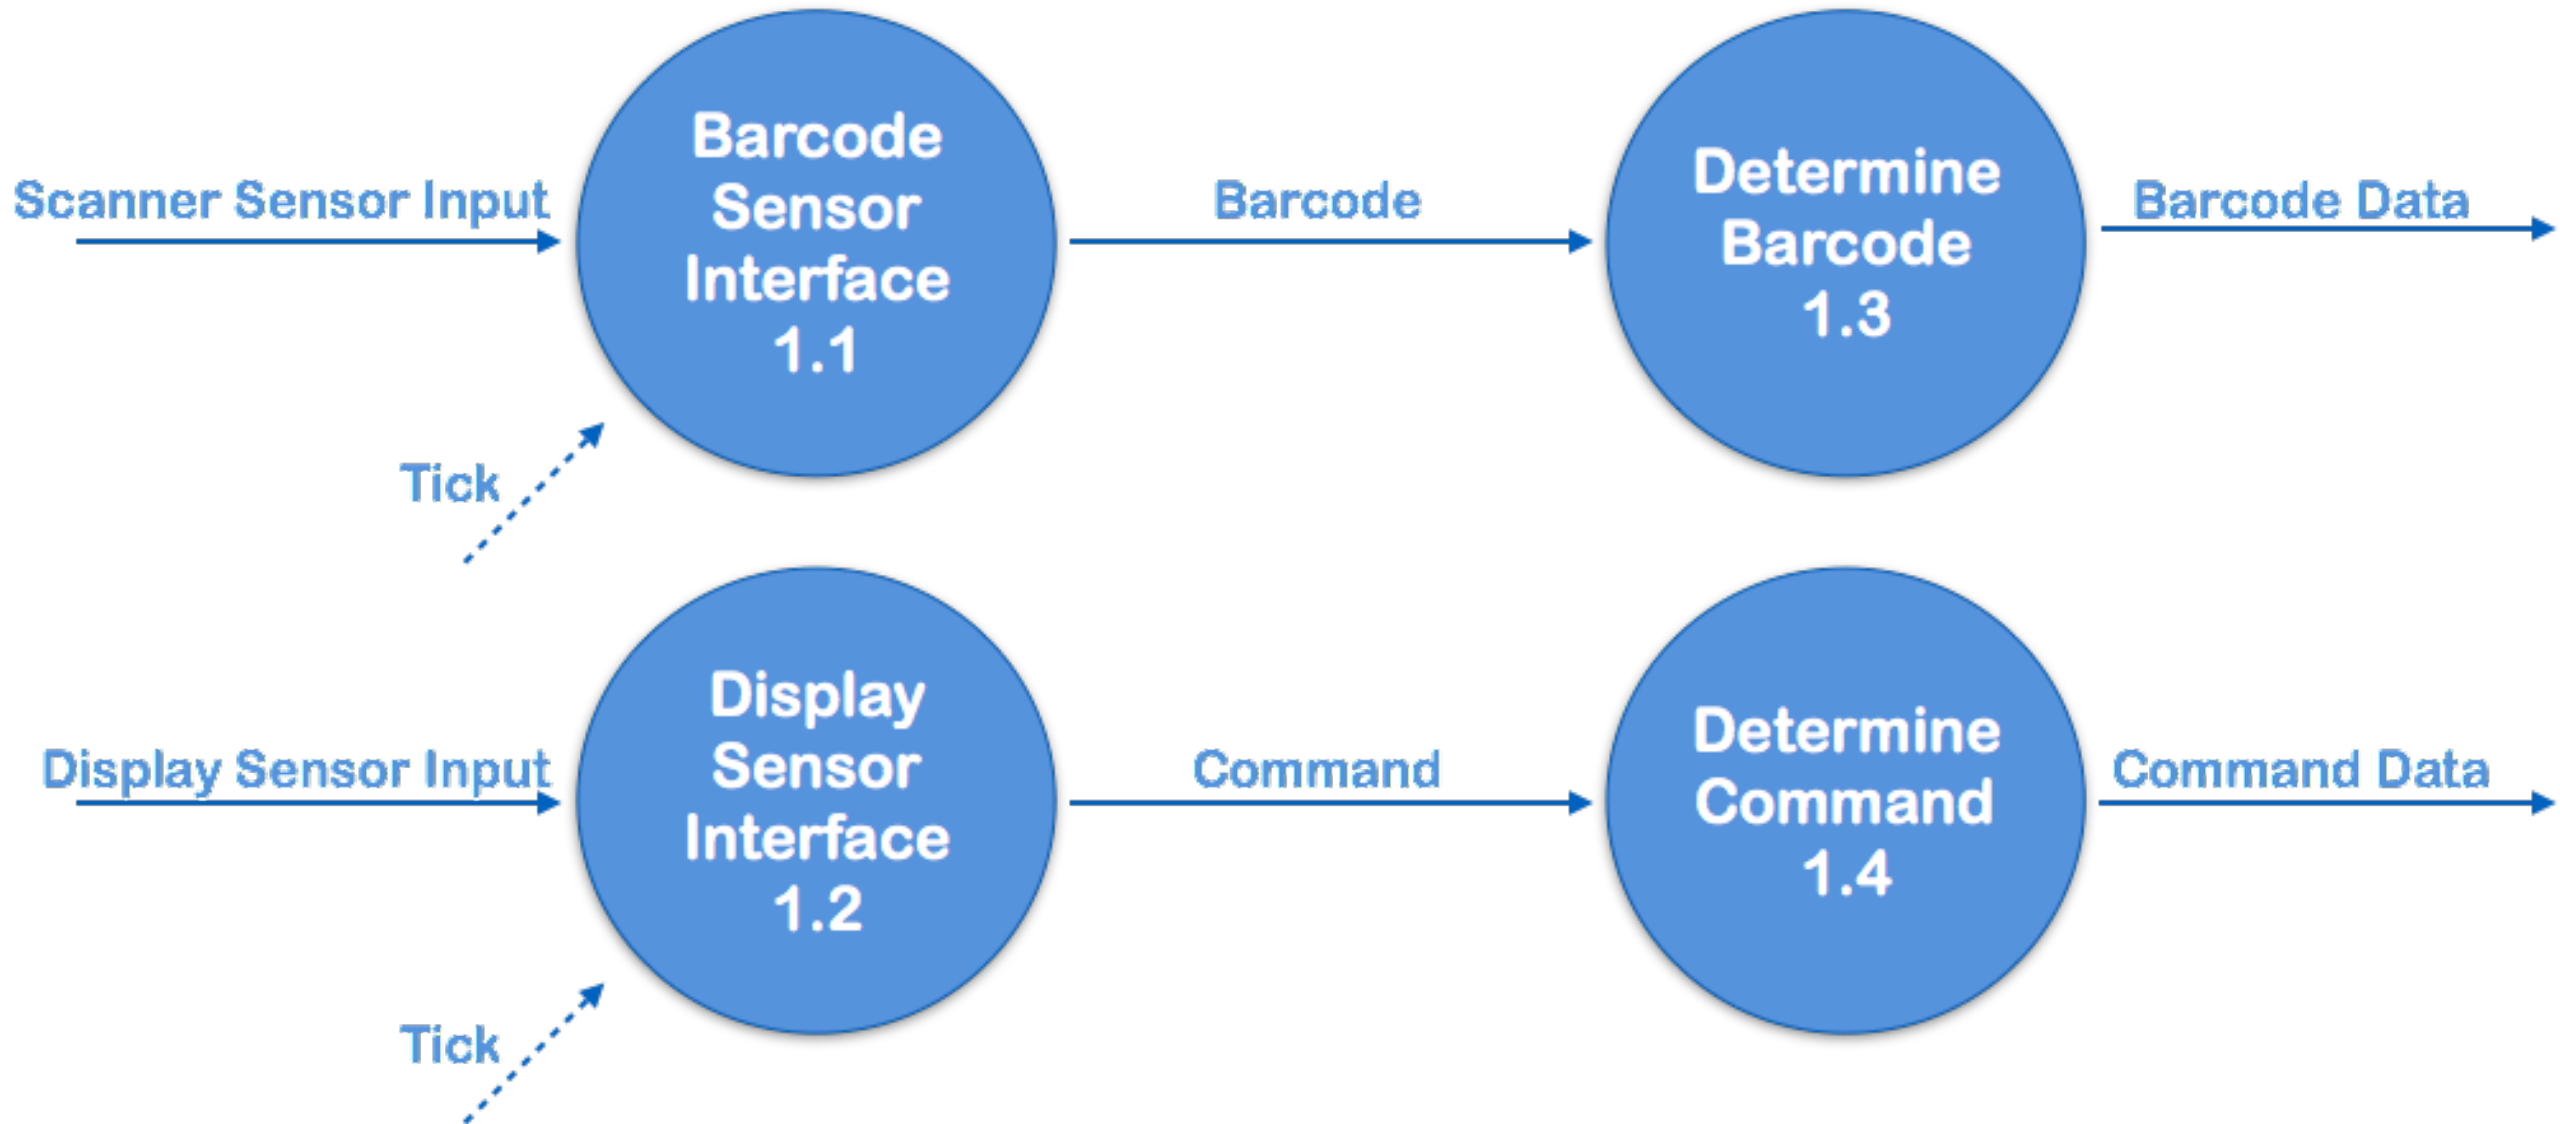 Scanner Sensor Input
Barcode
Sensor
Interface
1.1
Barcode
Determine
Barcode
1.3
Barcode Data
Tick
Display Sensor Input
Display
Sensor
Interface
1.2
Command
Determine
Command
1.4
Command Data
Tick